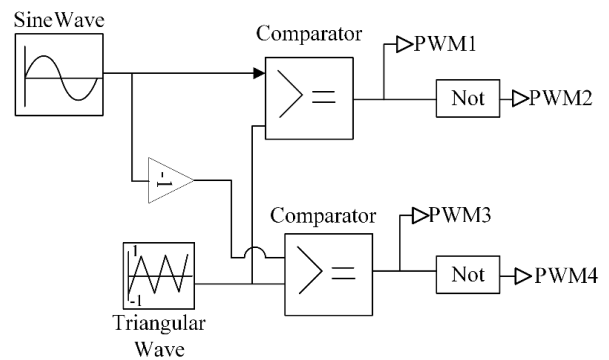 SineWave
Comparator
PWM1
> =
Not
PWM2
-1
Comparator
PWM3
> =
Not
PWM4
1
-1
Triangular
Wave